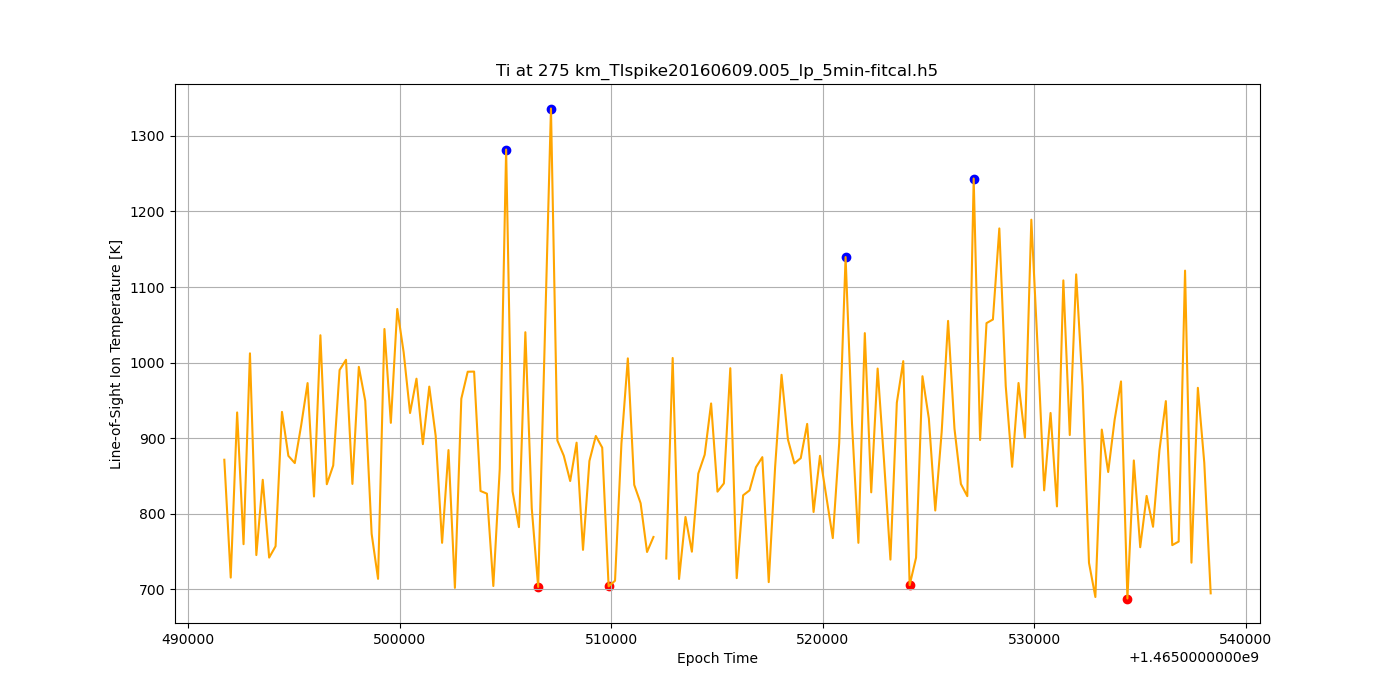 Ti at 275 km_TIspike20160609.005_lp_5min-fitcal.h5
Line-of-Sight Ion Temperature [K]
1300
1200
1100
1000
900
800
700
490000 500000 510000 520000 530000 540000
Epoch Time
+1.4650000000e9